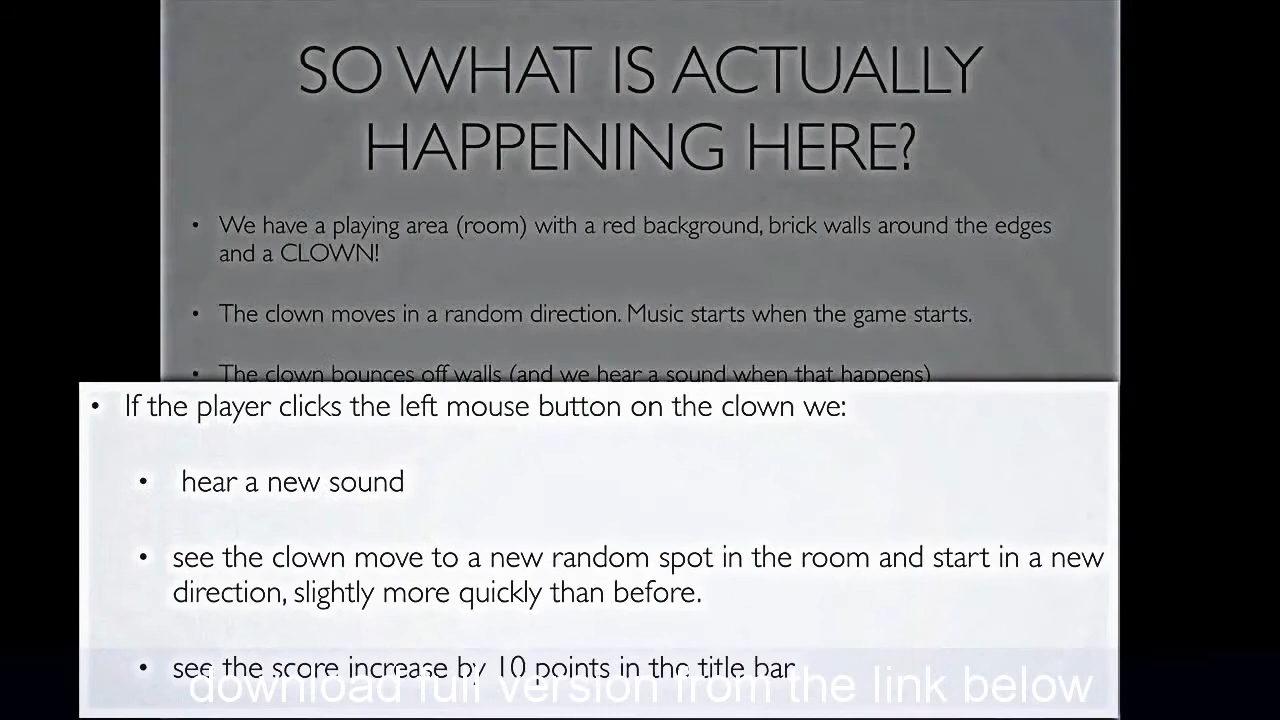 SO WHAT IS ACTUALLY
HAPPENING HERE?
• We have a playing area (room) with a red background, brick walls around the edges
and a CLOWN!
• The clown moves in a random direction. Music starts when the game starts.
• The clown bounces off walls (and we hear a sound when that happens)
• If the player clicks the left mouse button on the clown we:
• hear a new sound
• see the clown move to a new random spot in the room and start in a new
direction, slightly more quickly than before.
• see the score increase by 10 points in the title bar
download full version from the link below